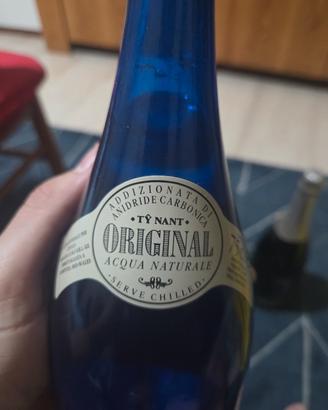 ADDIZIONATA DI
ANIDRIDE CARBONICA
• TŶ NANT •
ORIGINAL
ACQUA NATURALE
• SERVE CHILLED •